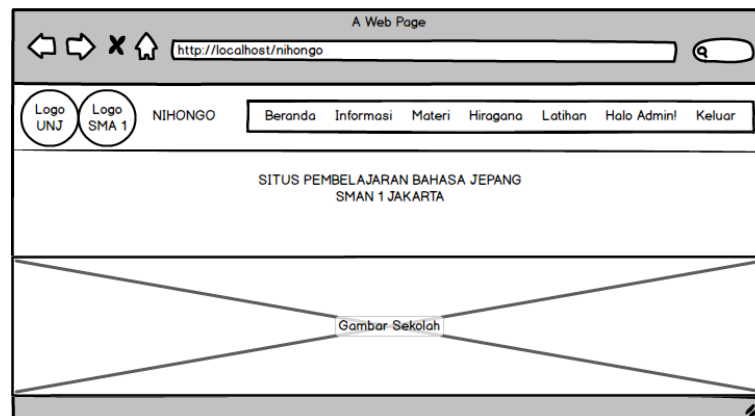 A Web Page
http://localhost/nihongo
Logo UNJ
Logo SMA 1
NIHONGO
Beranda Informasi Materi Hiragana Latihan Halo Admin! Keluar
SITUS PEMBELAJARAN BAHASA JEPANG
SMAN 1 JAKARTA
Gambar Sekolah